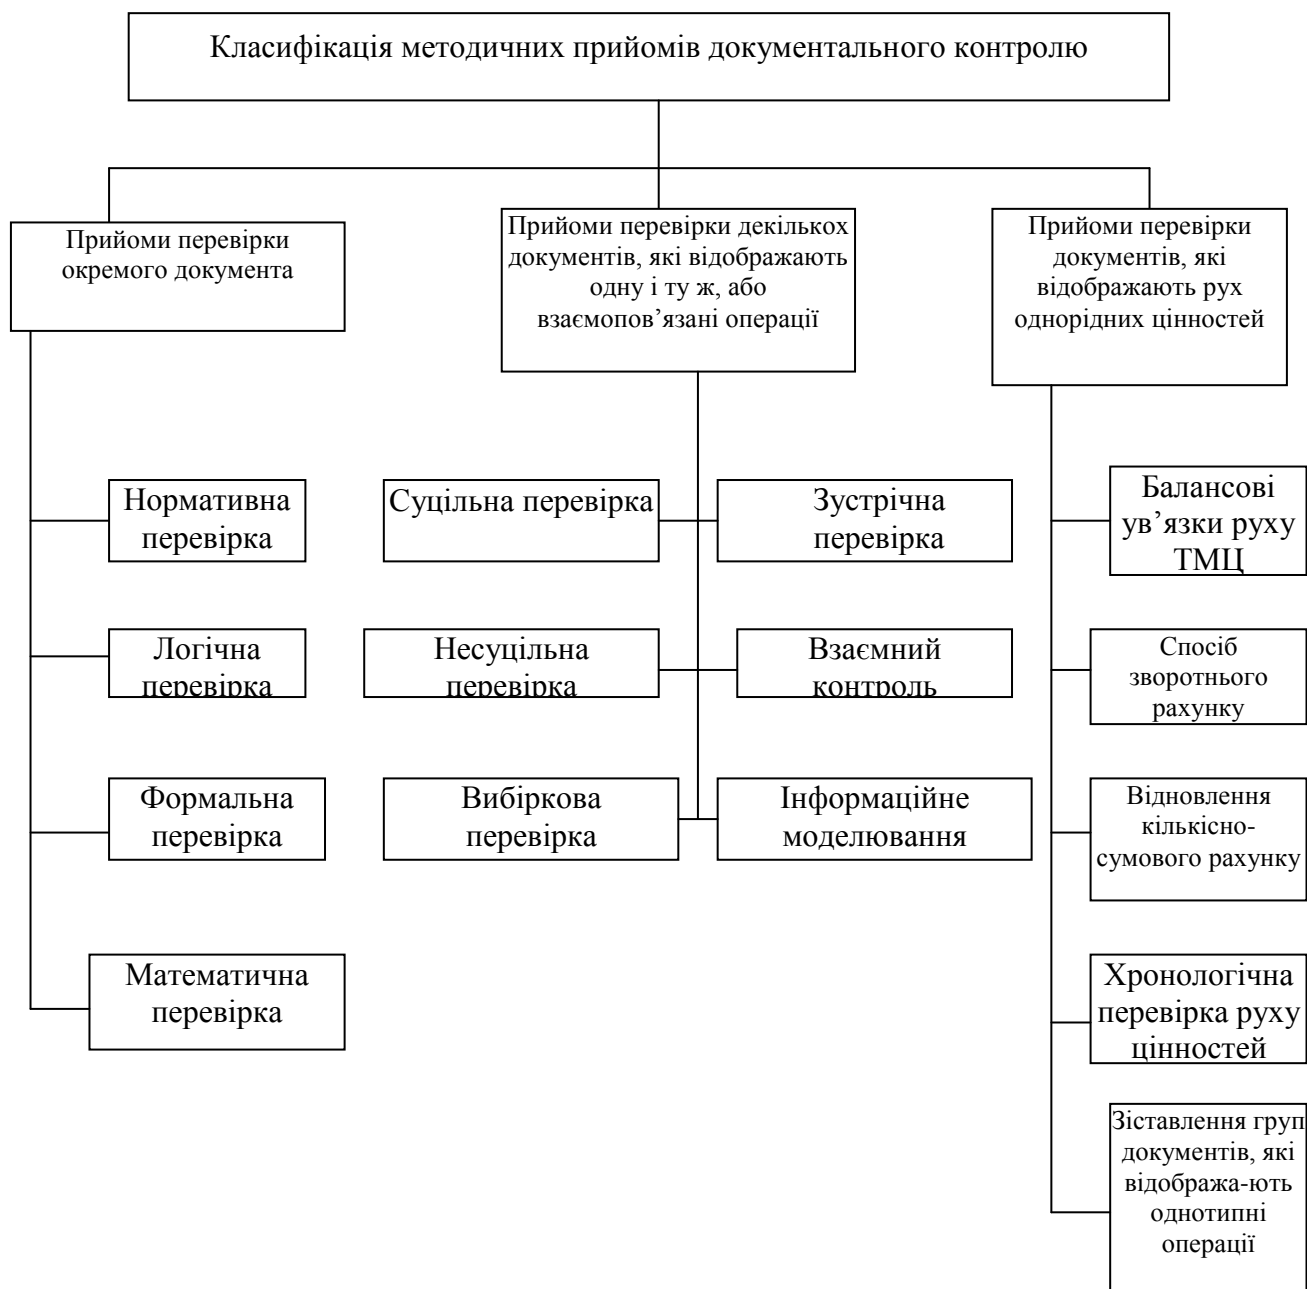 Класифікація методичних прийомів документального контролю
Прийоми перевірки
окремого документа
Прийоми перевірки декількох
документів, які відображають
одну і ту ж, або
взаємопов’язані операції
Прийоми перевірки
документів, які
відображають рух
однорідних цінностей
Нормативна
перевірка
Логічна
перевірка
Формальна
перевірка
Математична
перевірка
Суцільна перевірка
Несуцільна
перевірка
Вибіркова
перевірка
Зустрічна
перевірка
Взаємний
контроль
Інформаційне
моделювання
Балансові
ув’язки руху
ТМЦ
Спосіб
зворотнього
рахунку
Відновлення
кількісно-
сумового рахунку
Хронологічна
перевірка руху
цінностей
Зіставлення груп
документів, які
відобража-ють
однотипні
операції